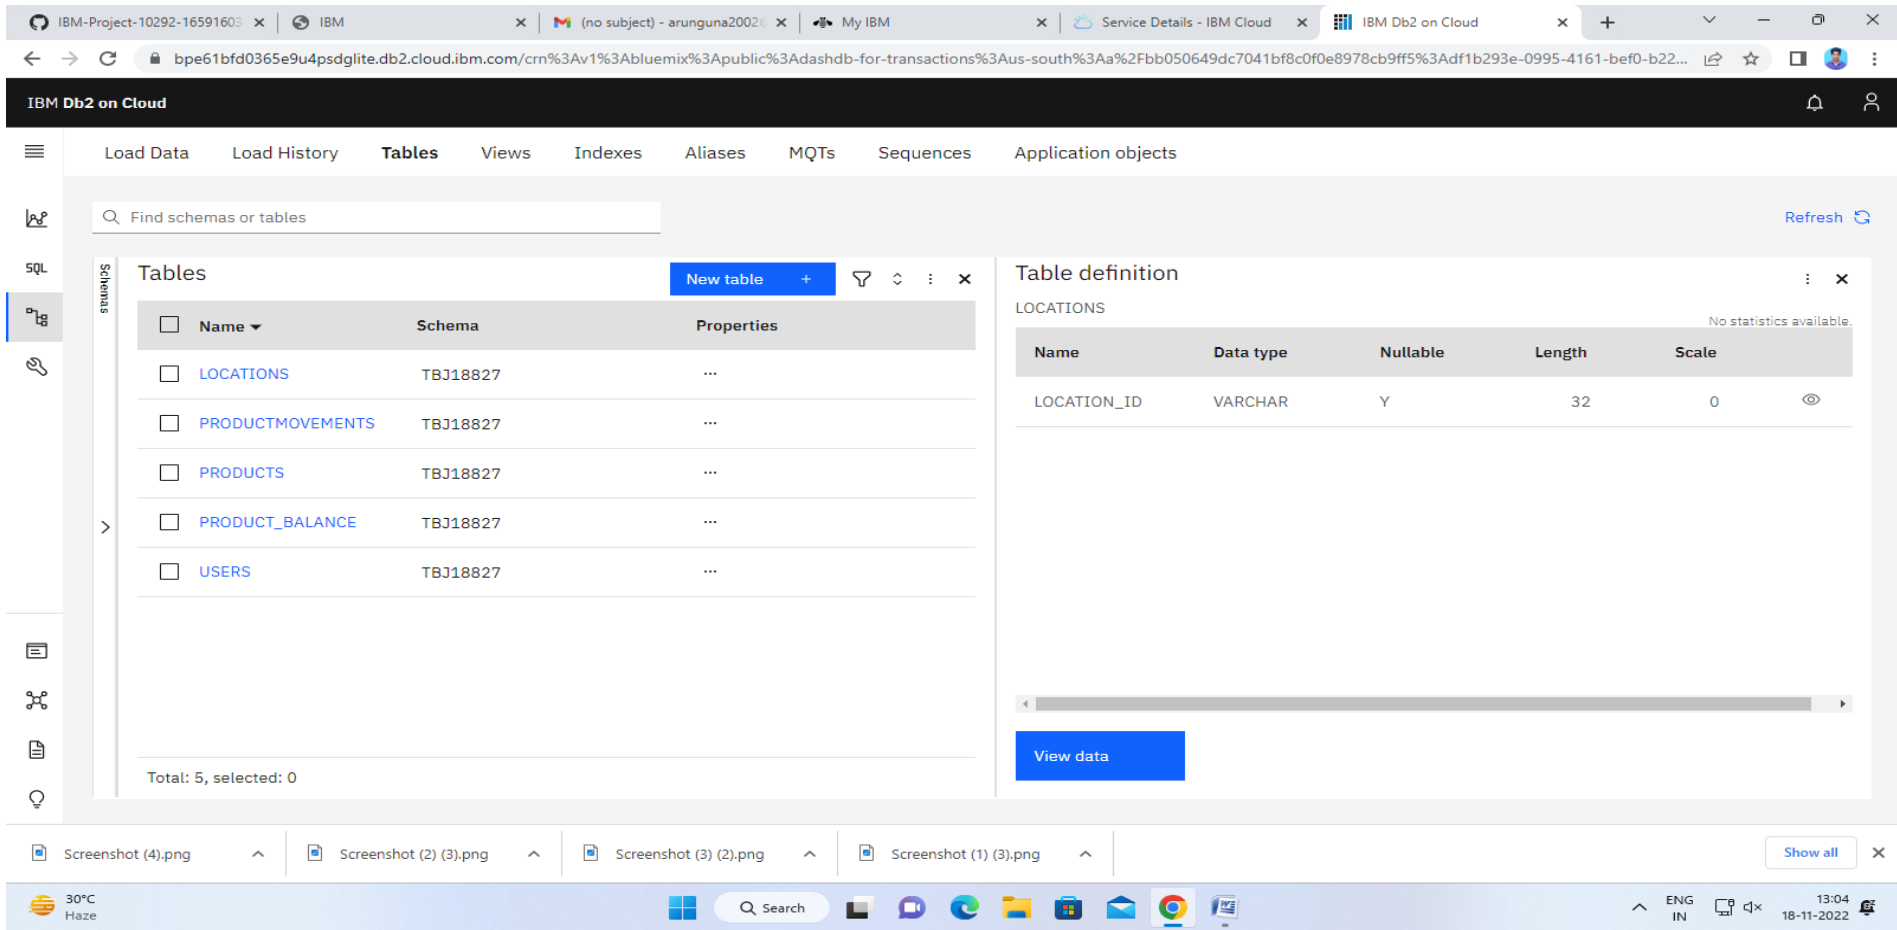 IBM-Project-10292-16591603
IBM
(no subject) - arunguna2002
My IBM
Service Details - IBM Cloud
IBM Db2 on Cloud
bpe61bfd0365e9u4psdglite.db2.cloud.ibm.com/crn%3Av1%3Abluemix%3Apublic%3Adashdb-for-transactions%3Aus-south%3Aa%2Fbb050649dc7041bf8c0f0e8978cb9ff5%3Adf1b293e-0995-4161-bef0-b22...
IBM Db2 on Cloud
Load Data Load History Tables Views Indexes Aliases MQTs Sequences Application objects
Find schemas or tables
Refresh
SQL
Schemas
Tables
New table +
Name Schema Properties
LOCATIONS TBJ18827 ...
PRODUCTMOVEMENTS TBJ18827 ...
PRODUCTS TBJ18827 ...
PRODUCT_BALANCE TBJ18827 ...
USERS TBJ18827 ...
Total: 5, selected: 0
Table definition
LOCATIONS
No statistics available.
Name Data type Nullable Length Scale
LOCATION_ID VARCHAR Y 32 0
View data
Screenshot (4).png
Screenshot (2) (3).png
Screenshot (3) (2).png
Screenshot (1) (3).png
Show all
30°C
Haze
Search
ENG
IN
13:04
18-11-2022